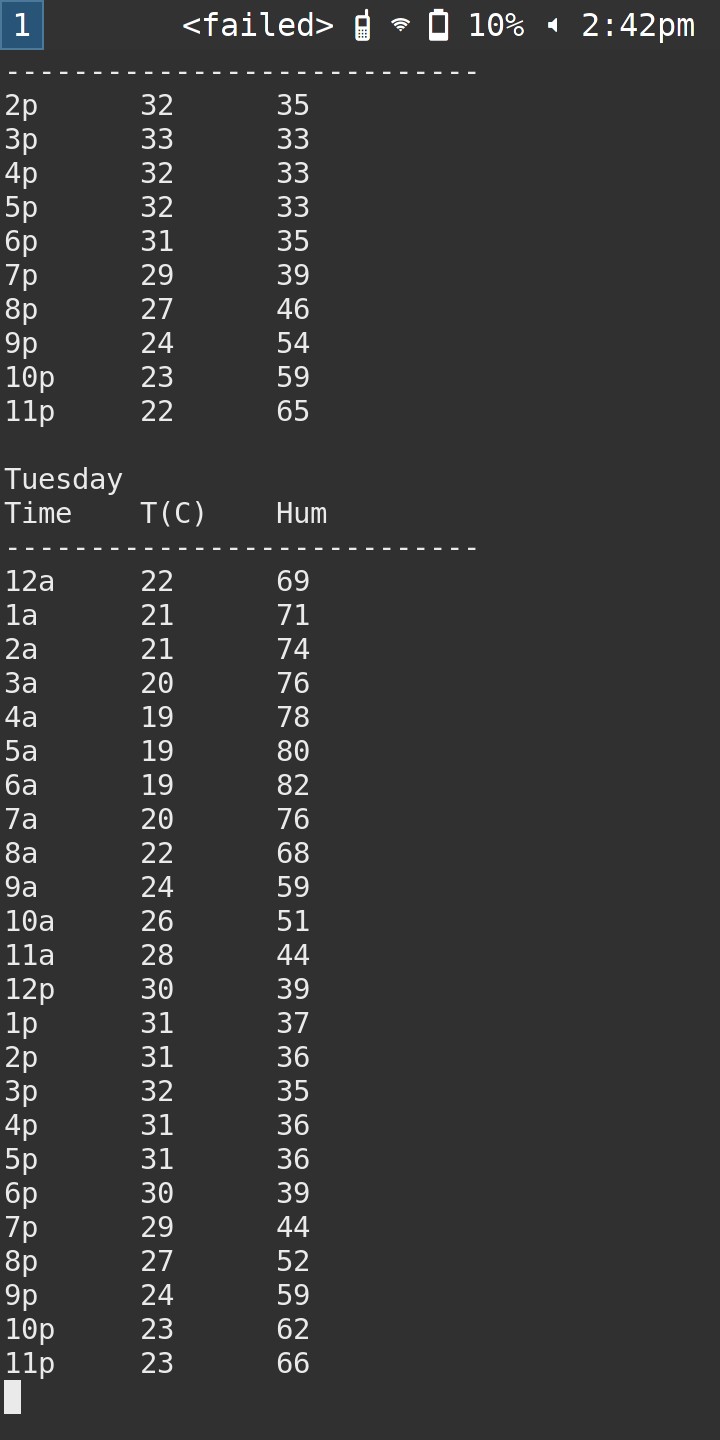 1 <failed> 10% 2:42pm
----------------------------
2p 32 35
3p 33 33
4p 32 33
5p 32 33
6p 31 35
7p 29 39
8p 27 46
9p 24 54
10p 23 59
11p 22 65
Tuesday
Time T(C) Hum
----------------------------
12a 22 69
1a 21 71
2a 21 74
3a 20 76
4a 19 78
5a 19 80
6a 19 82
7a 20 76
8a 22 68
9a 24 59
10a 26 51
11a 28 44
12p 30 39
1p 31 37
2p 31 36
3p 32 35
4p 31 36
5p 31 36
6p 30 39
7p 29 44
8p 27 52
9p 24 59
10p 23 62
11p 23 66